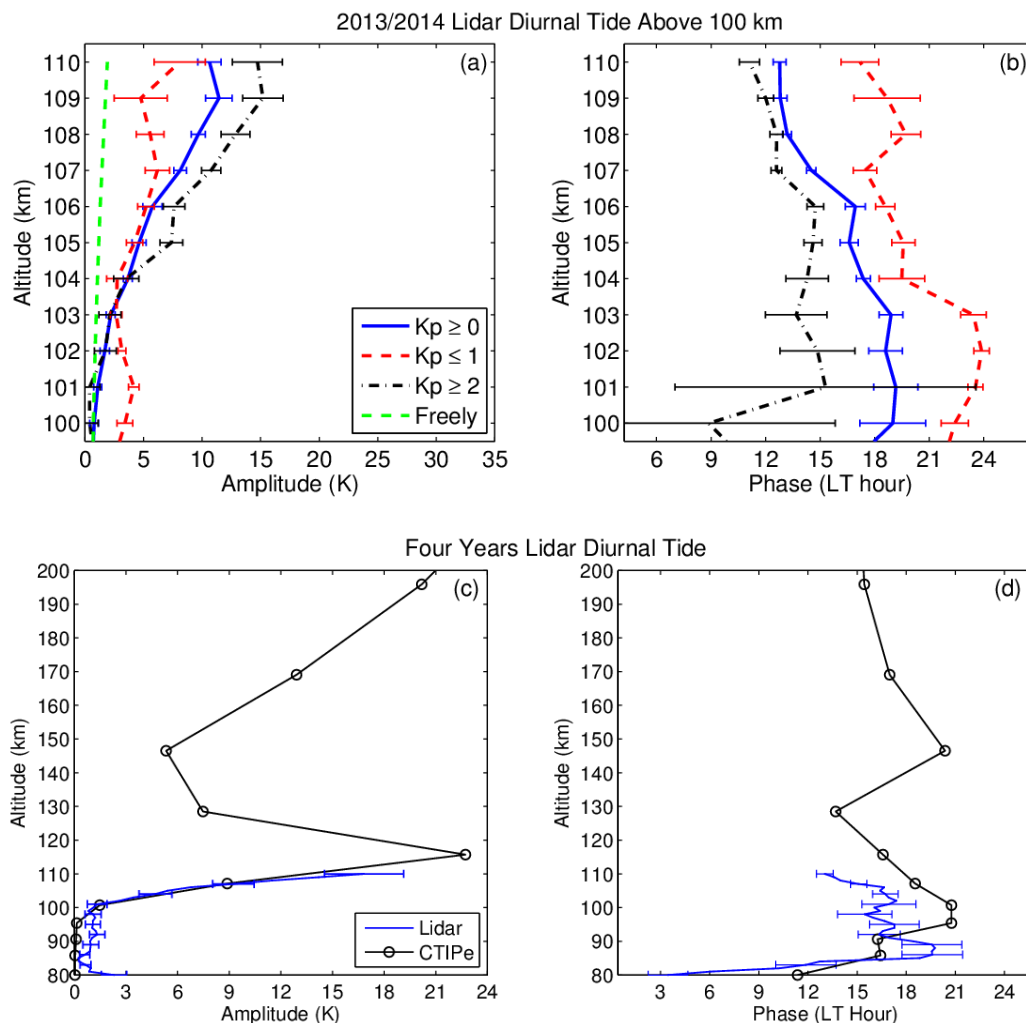 2013/2014 Lidar Diurnal Tide Above 100 km
(a)
110
109
108
107
106
105
104
103
102
101
100
Altitude (km)
0 5 10 15 20 25 30 35
Amplitude (K)
Kp ≥ 0
Kp ≤ 1
Kp ≥ 2
Freely
(b)
110
109
108
107
106
105
104
103
102
101
100
Altitude (km)
6 9 12 15 18 21 24
Phase (LT hour)
Four Years Lidar Diurnal Tide
(c)
200
190
180
170
160
150
140
130
120
110
100
90
80
Altitude (km)
0 3 6 9 12 15 18 21 24
Amplitude (K)
Lidar
CTIPe
(d)
200
190
180
170
160
150
140
130
120
110
100
90
80
Altitude (km)
3 6 9 12 15 18 21 24
Phase (LT Hour)